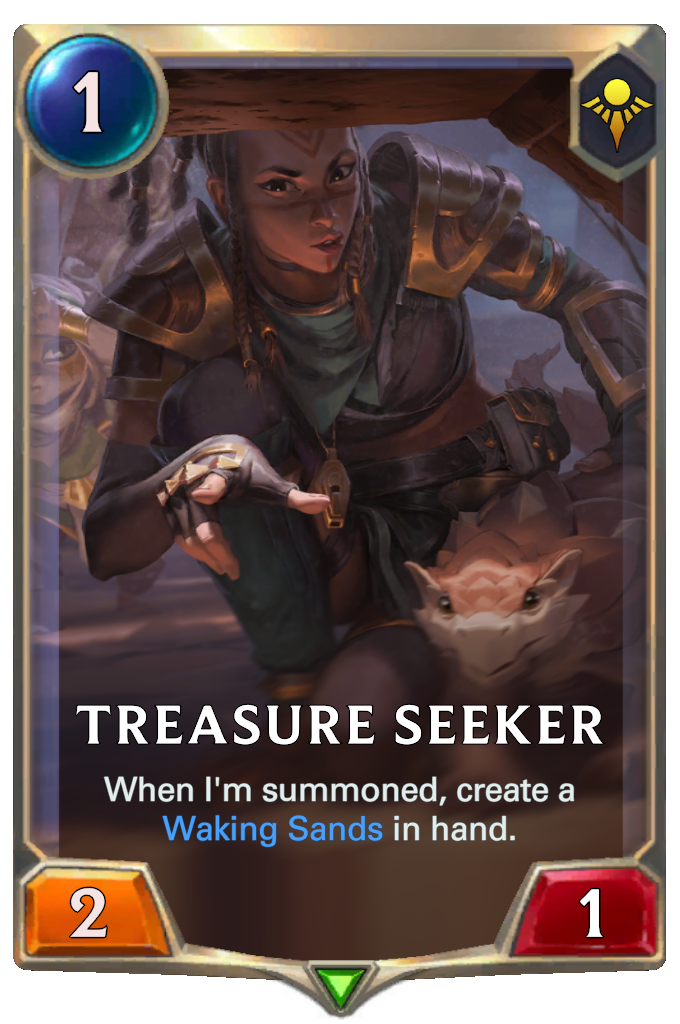 1
TREASURE SEEKER
When I'm summoned, create a
Waking Sands in hand.
2
1